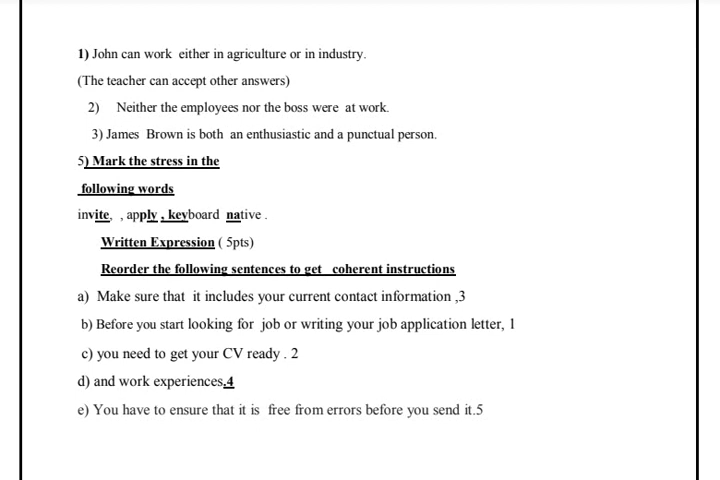 1) John can work either in agriculture or in industry.
(The teacher can accept other answers)
2) Neither the employees nor the boss were at work.
3) James Brown is both an enthusiastic and a punctual person.
5) Mark the stress in the
following words
invite, , apply , keyboard native .
Written Expression ( 5pts)
Reorder the following sentences to get coherent instructions
a) Make sure that it includes your current contact information ,3
b) Before you start looking for job or writing your job application letter, 1
c) you need to get your CV ready . 2
d) and work experiences,4
e) You have to ensure that it is free from errors before you send it.5